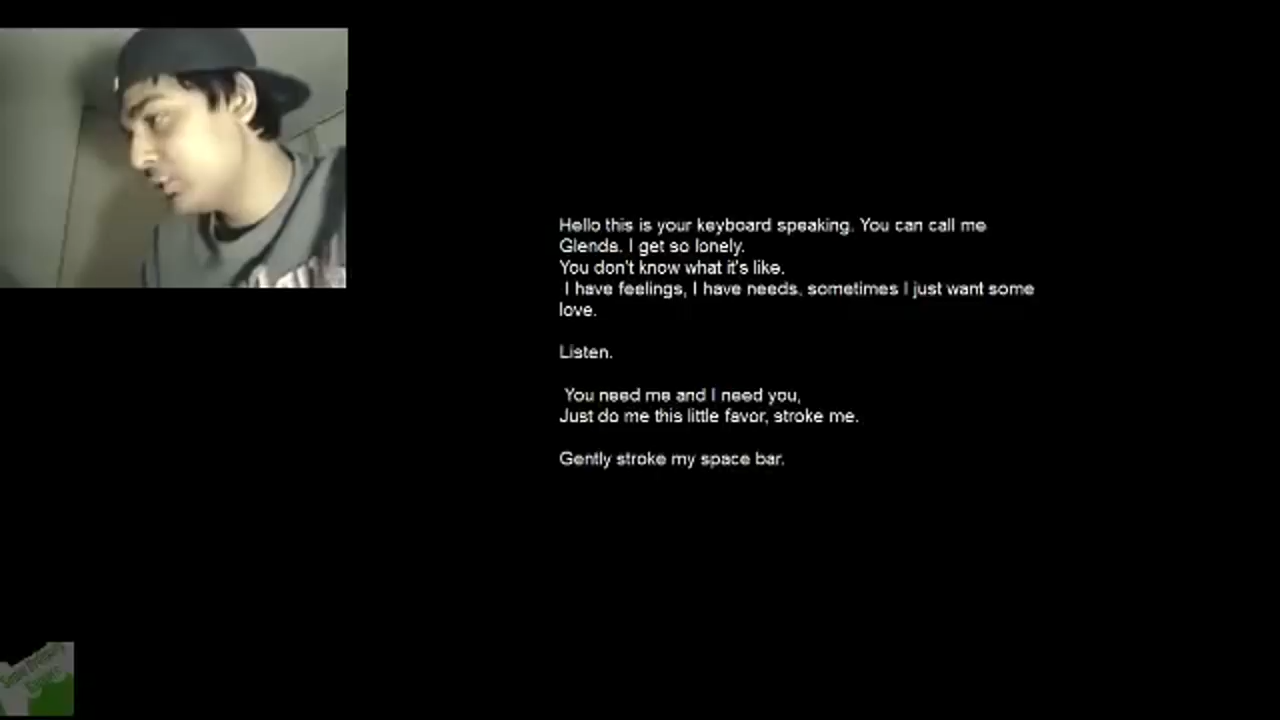 Hello this is your keyboard speaking. You can call me
Glenda. I get so lonely.
You don't know what it's like.
I have feelings, I have needs, sometimes I just want some
love.
Listen.
You need me and I need you,
Just do me this little favor, stroke me.
Gently stroke my space bar.